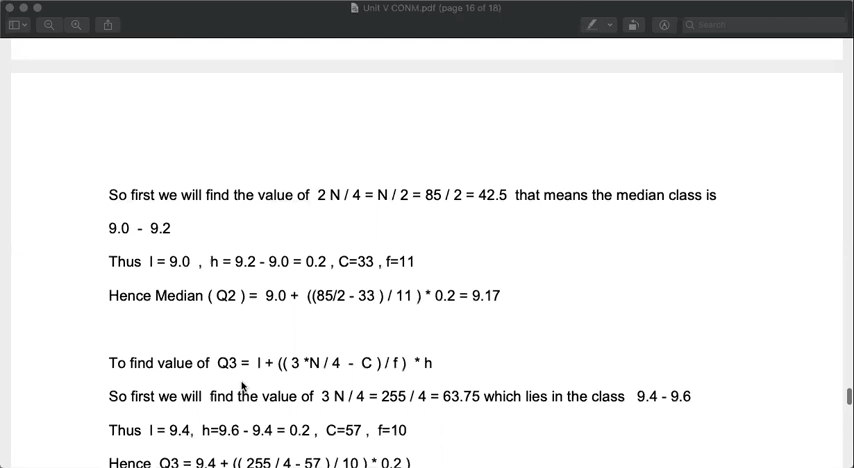 Unit V CONM.pdf (page 16 of 18)
Search
So first we will find the value of 2 N / 4 = N / 2 = 85 / 2 = 42.5 that means the median class is
9.0 - 9.2
Thus l = 9.0 , h = 9.2 - 9.0 = 0.2 , C=33 , f=11
Hence Median ( Q2 ) = 9.0 + ((85/2 - 33 ) / 11 ) * 0.2 = 9.17
To find value of Q3 = l + (( 3 *N / 4 - C ) / f ) * h
So first we will find the value of 3 N / 4 = 255 / 4 = 63.75 which lies in the class 9.4 - 9.6
Thus l = 9.4, h=9.6 - 9.4 = 0.2 , C=57 , f=10
Hence Q3 = 9.4 + (( 255 / 4 - 57 ) / 10 ) * 0.2 )